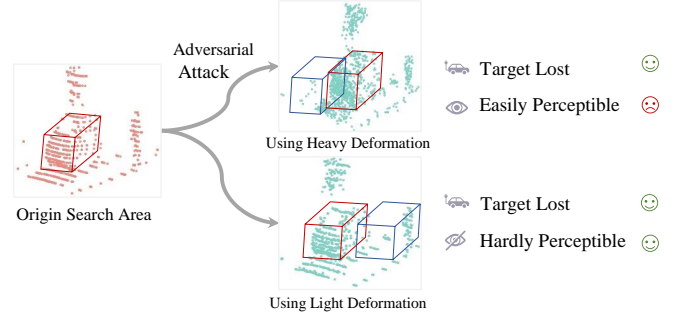 Adversarial
Attack
Target Lost
Easily Perceptible
Using Heavy Deformation
Origin Search Area
Target Lost
Hardly Perceptible
Using Light Deformation